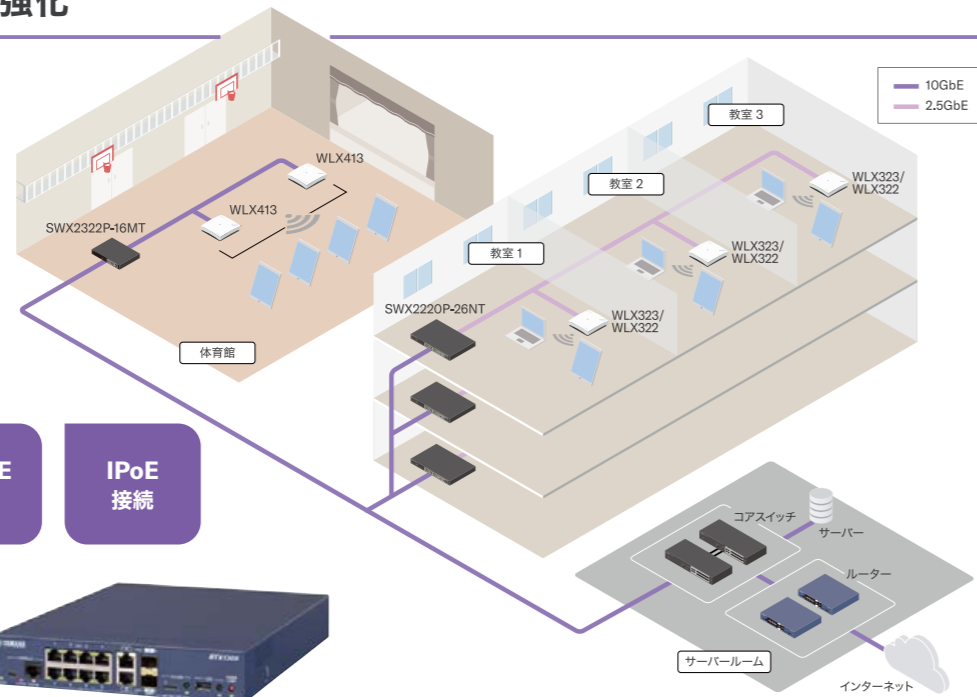 強化
10GbE
2.5GbE
教室 3
WLX413
WLX323/
WLX322
教室 2
WLX413
SWX2322P-16MT
教室 1
WLX323/
WLX322
SWX2220P-26NT
WLX323/
WLX322
体育館
E
IPoE
接続
コアスイッチ
サーバー
ルーター
YAMAHA
サーバールーム
インターネット